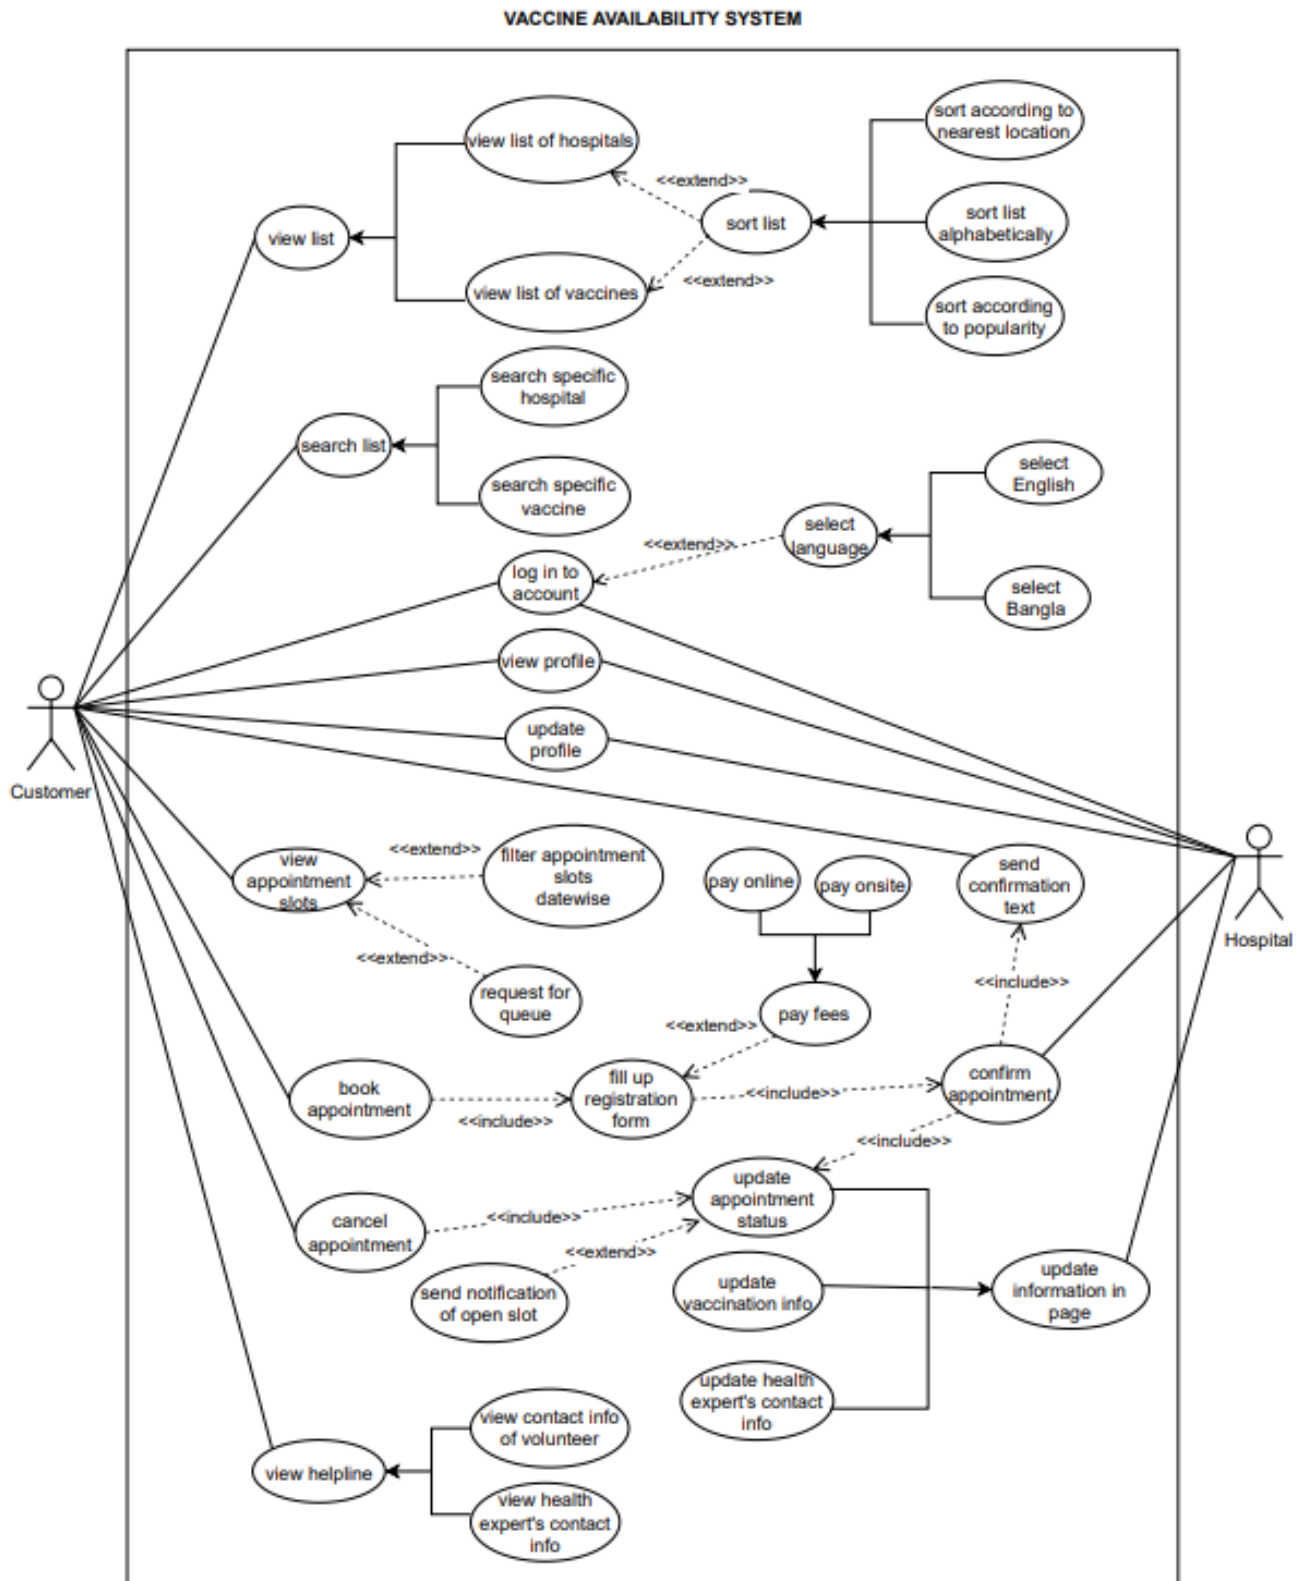 VACCINE AVAILABILITY SYSTEM
sort according to
nearest location
view list of hospitals
<<extend>>
sort list
sort list
alphabetically
view list
<<extend>>
view list of vaccines
sort according
to popularity
search specific
hospital
search list
search specific
vaccine
select
English
select
language
<<extend>>
log in to
account
select
Bangla
view profile
update
profile
Customer
view
appointment
slots
<<extend>>
filter appointment
slots
datewise
pay online
pay onsite
send
confirmation
text
Hospital
<<extend>>
request for
queue
<<include>>
pay fees
<<extend>>
book
appointment
<<include>>
fill up
registration
form
<<include>>
confirm
appointment
<<include>>
update
appointment
status
cancel
appointment
<<include>>
<<extend>>
send notification
of open slot
update
vaccination info
update
information in
page
update health
expert's contact
info
view contact info
of volunteer
view helpline
view health
expert's contact
info